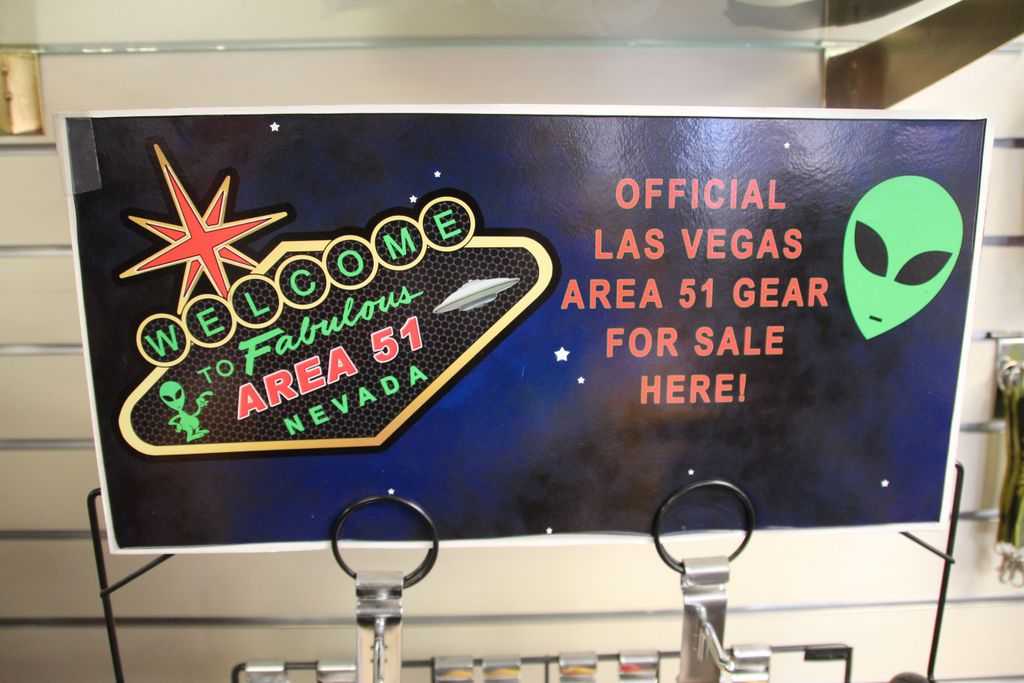 WELCOME
TO Fabulous
AREA 51
NEVADA
OFFICIAL
LAS VEGAS
AREA 51 GEAR
FOR SALE
HERE!